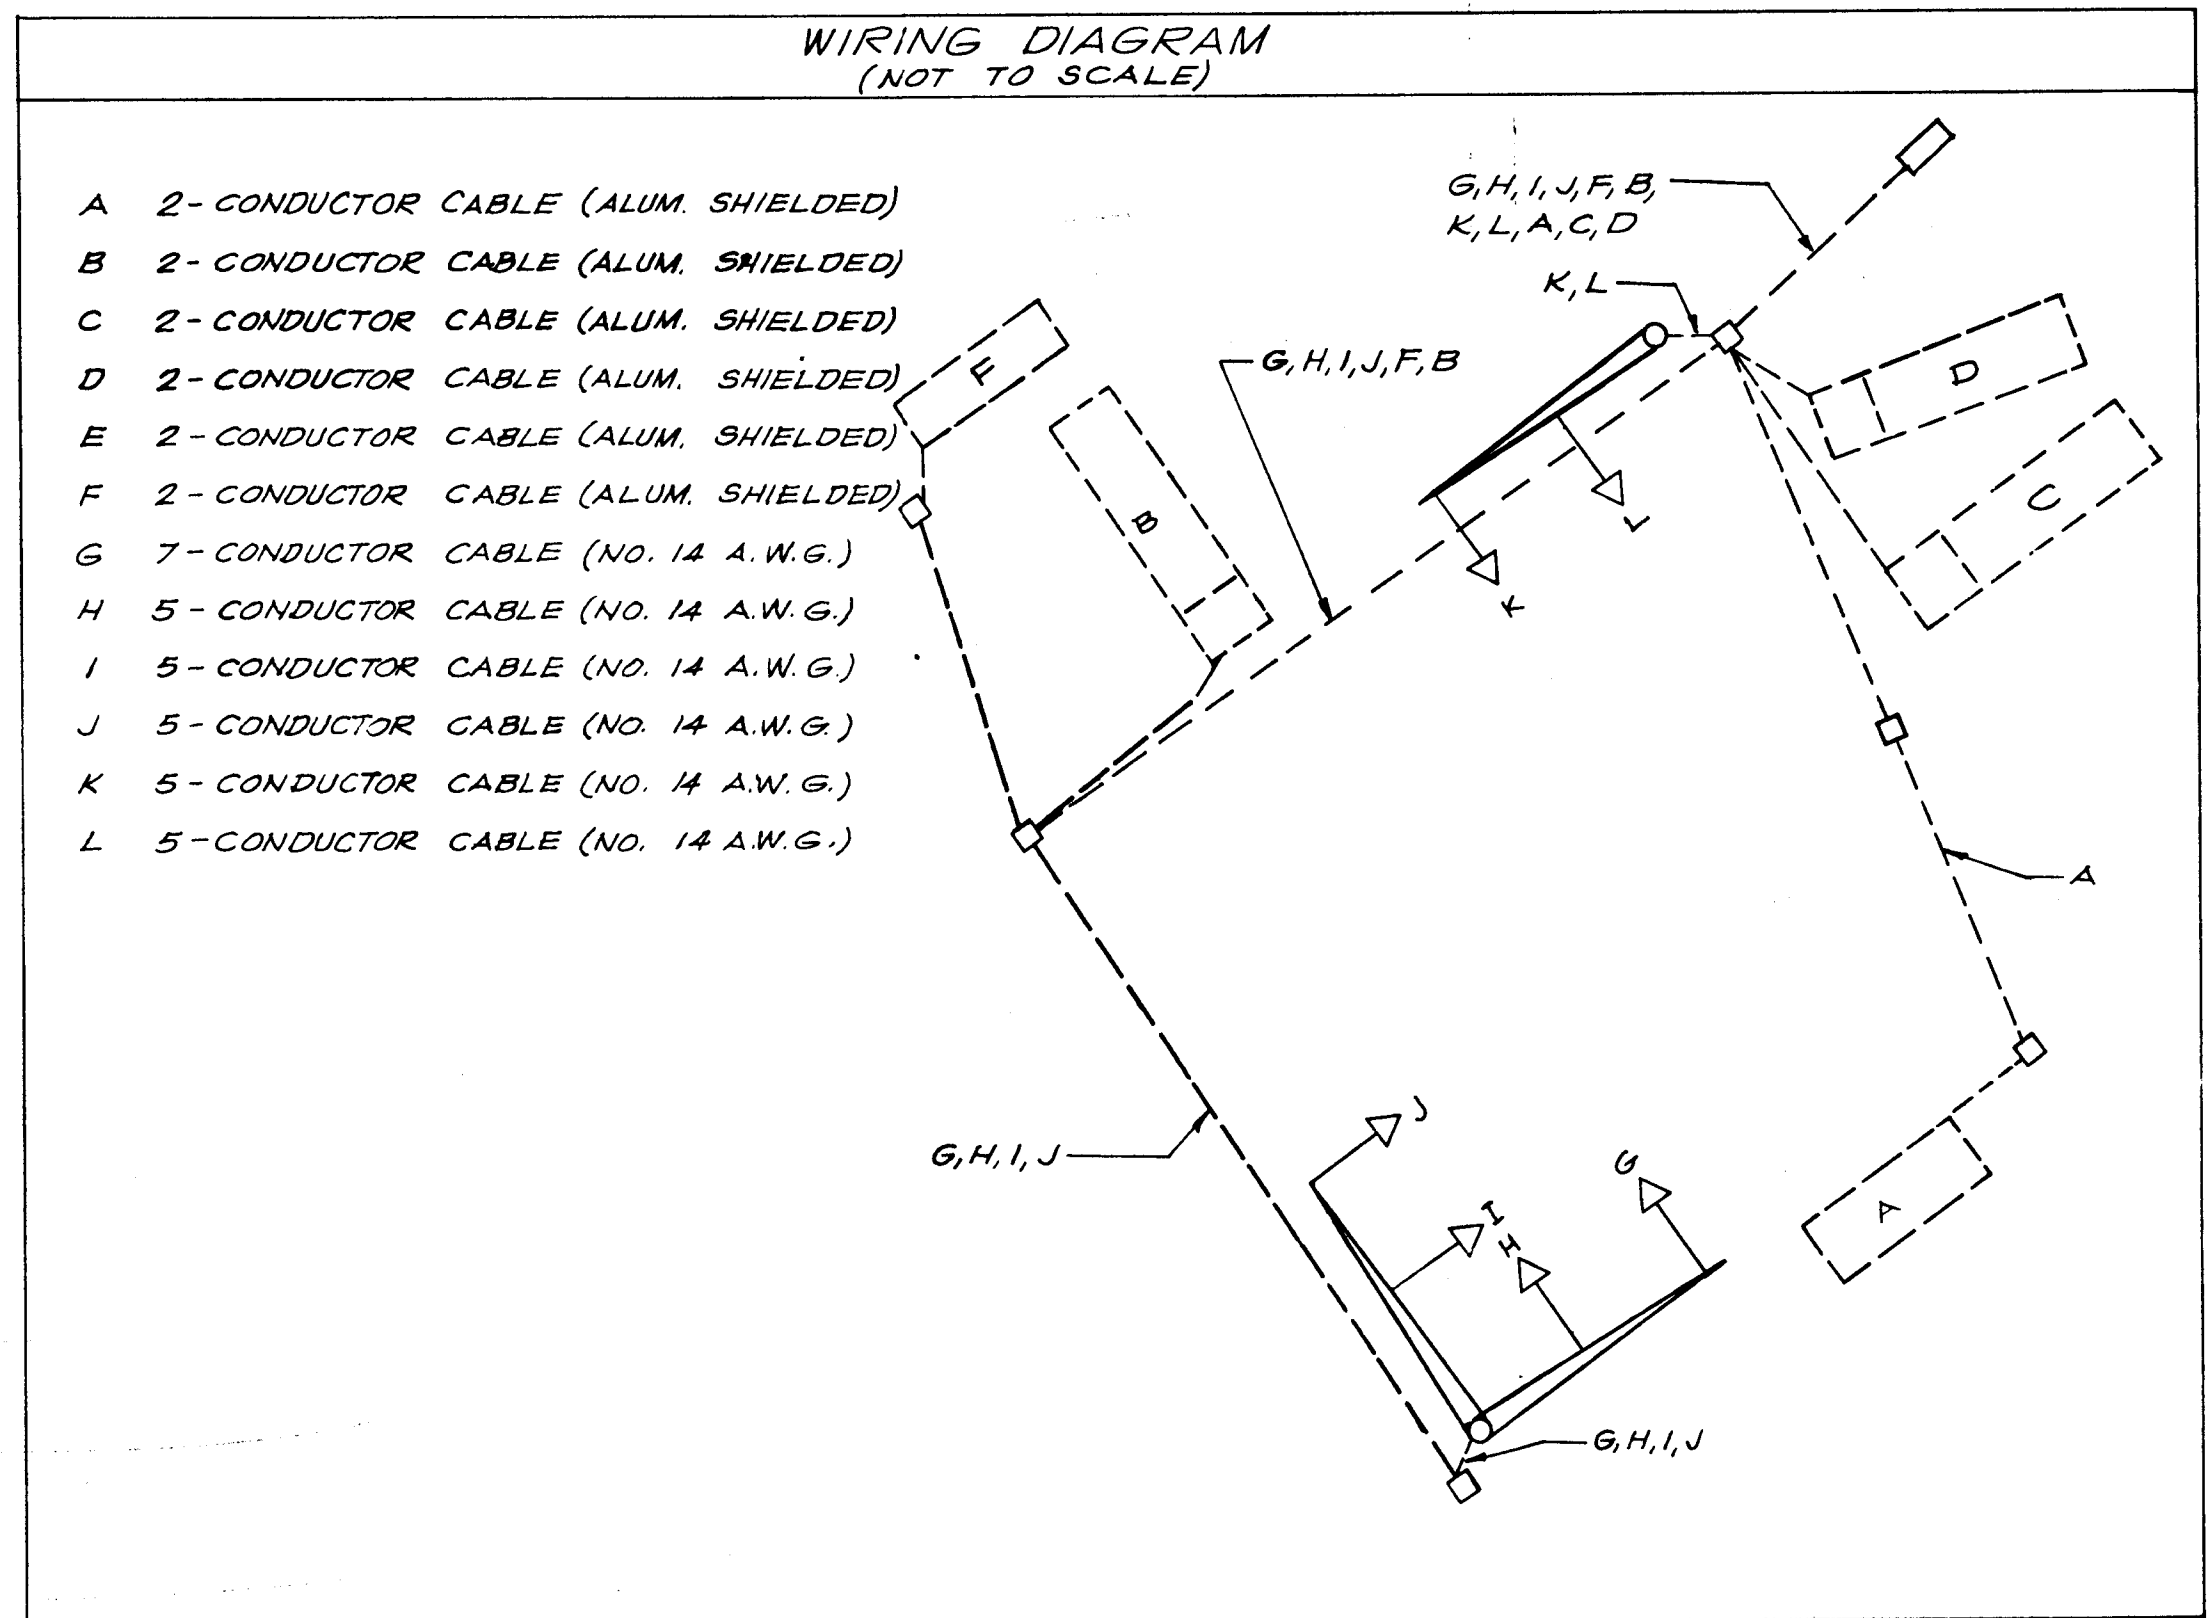 WIRING DIAGRAM
(NOT TO SCALE)
A 2-CONDUCTOR CABLE (ALUM. SHIELDED)
B 2-CONDUCTOR CABLE (ALUM. SHIELDED)
C 2-CONDUCTOR CABLE (ALUM. SHIELDED)
D 2-CONDUCTOR CABLE (ALUM. SHIELDED)
E 2-CONDUCTOR CABLE (ALUM. SHIELDED)
F 2-CONDUCTOR CABLE (ALUM. SHIELDED)
G 7-CONDUCTOR CABLE (NO. 14 A.W.G.)
H 5-CONDUCTOR CABLE (NO. 14 A.W.G.)
I 5-CONDUCTOR CABLE (NO. 14 A.W.G.)
J 5-CONDUCTOR CABLE (NO. 14 A.W.G.)
K 5-CONDUCTOR CABLE (NO. 14 A.W.G.)
L 5-CONDUCTOR CABLE (NO. 14 A.W.G.)
G,H,I,J,F,B,
K,L,A,C,D
K,L
G,H,I,J,F,B
F
D
C
B
L
K
A
J
G,H,I,J
G
I
H
A
G,H,I,J